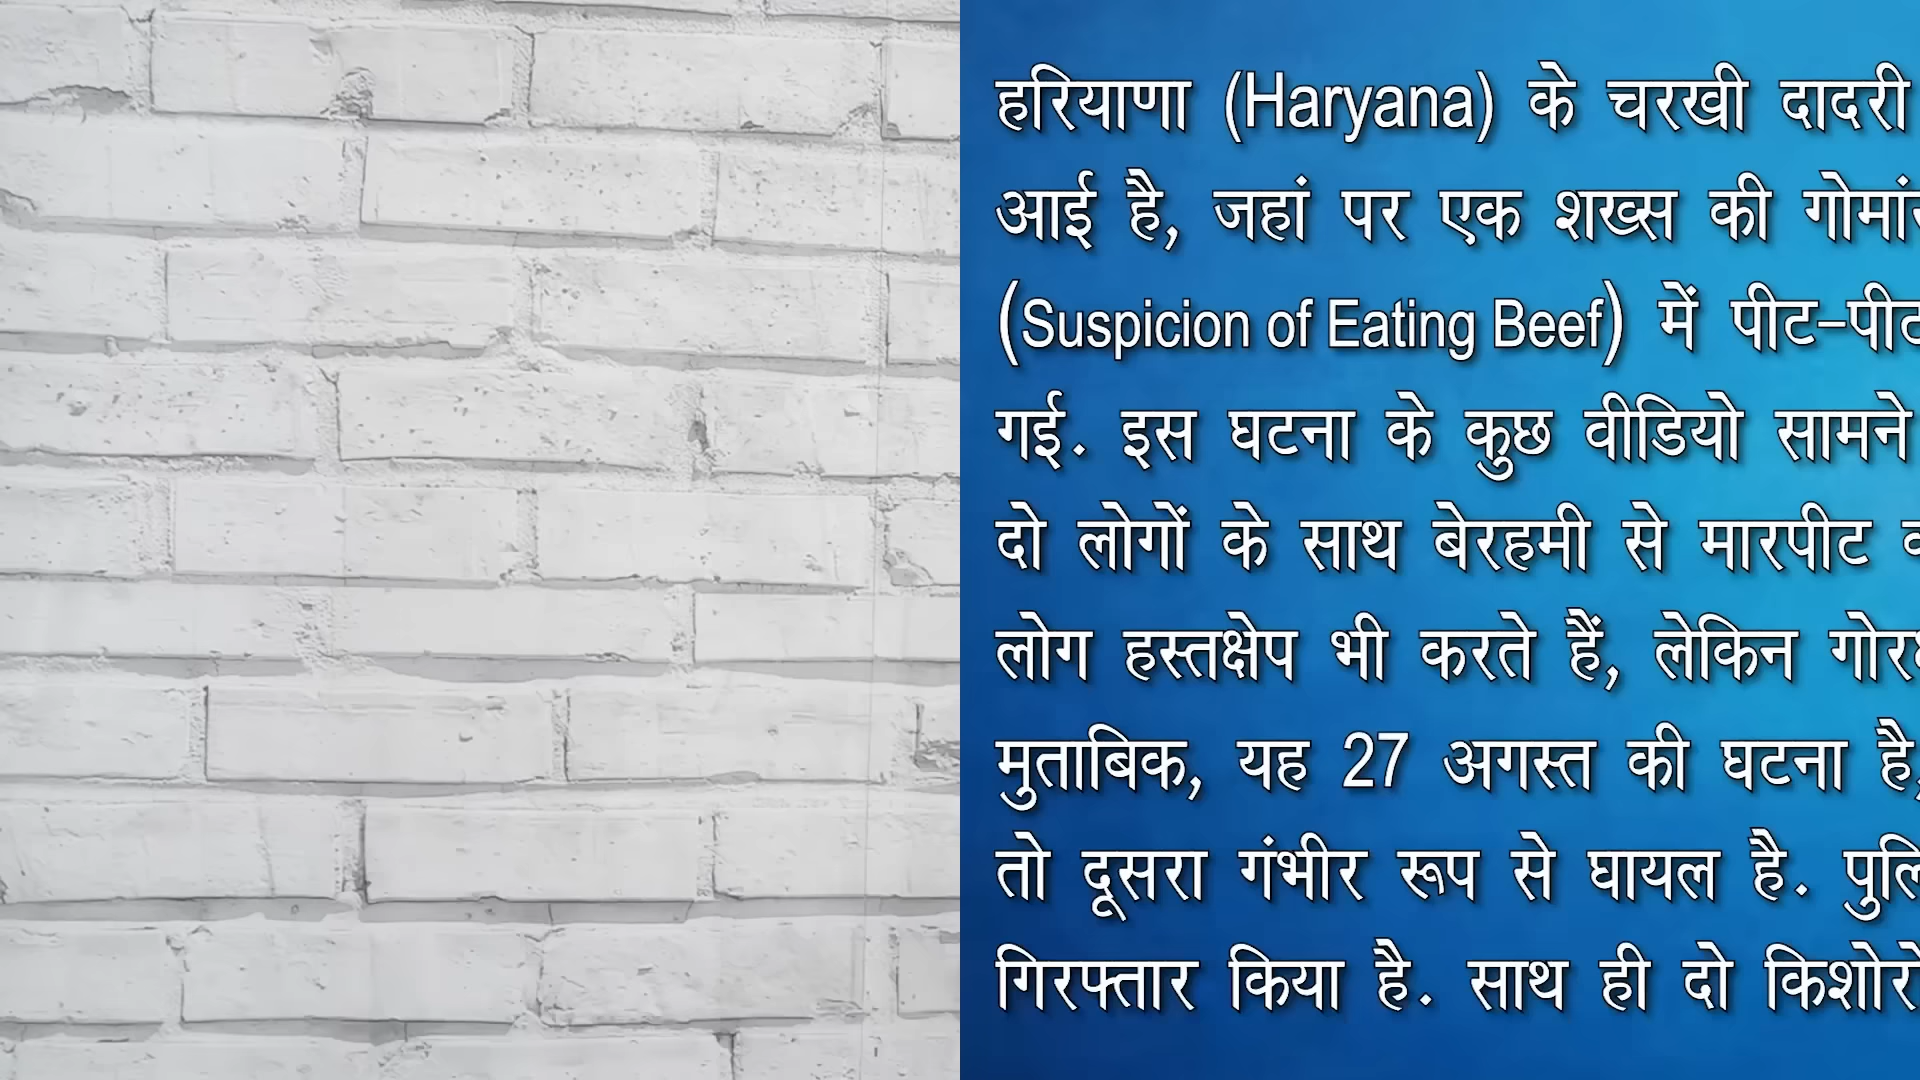 हरियाणा (Haryana) के चरखी दादरी
आई है, जहां पर एक शख्स की
(Suspicion of Eating Beef) में पीट-पीट
गई. इस घटना के कुछ वीडियो सामने
दो लोगों के साथ बेरहमी से मारपीट
लोग हस्तक्षेप भी करते हैं, लेकिन
मुताबिक, यह 27 अगस्त की घटना है,
तो दूसरा गंभीर रूप से घायल है.
गिरफ्तार किया है. साथ ही दो